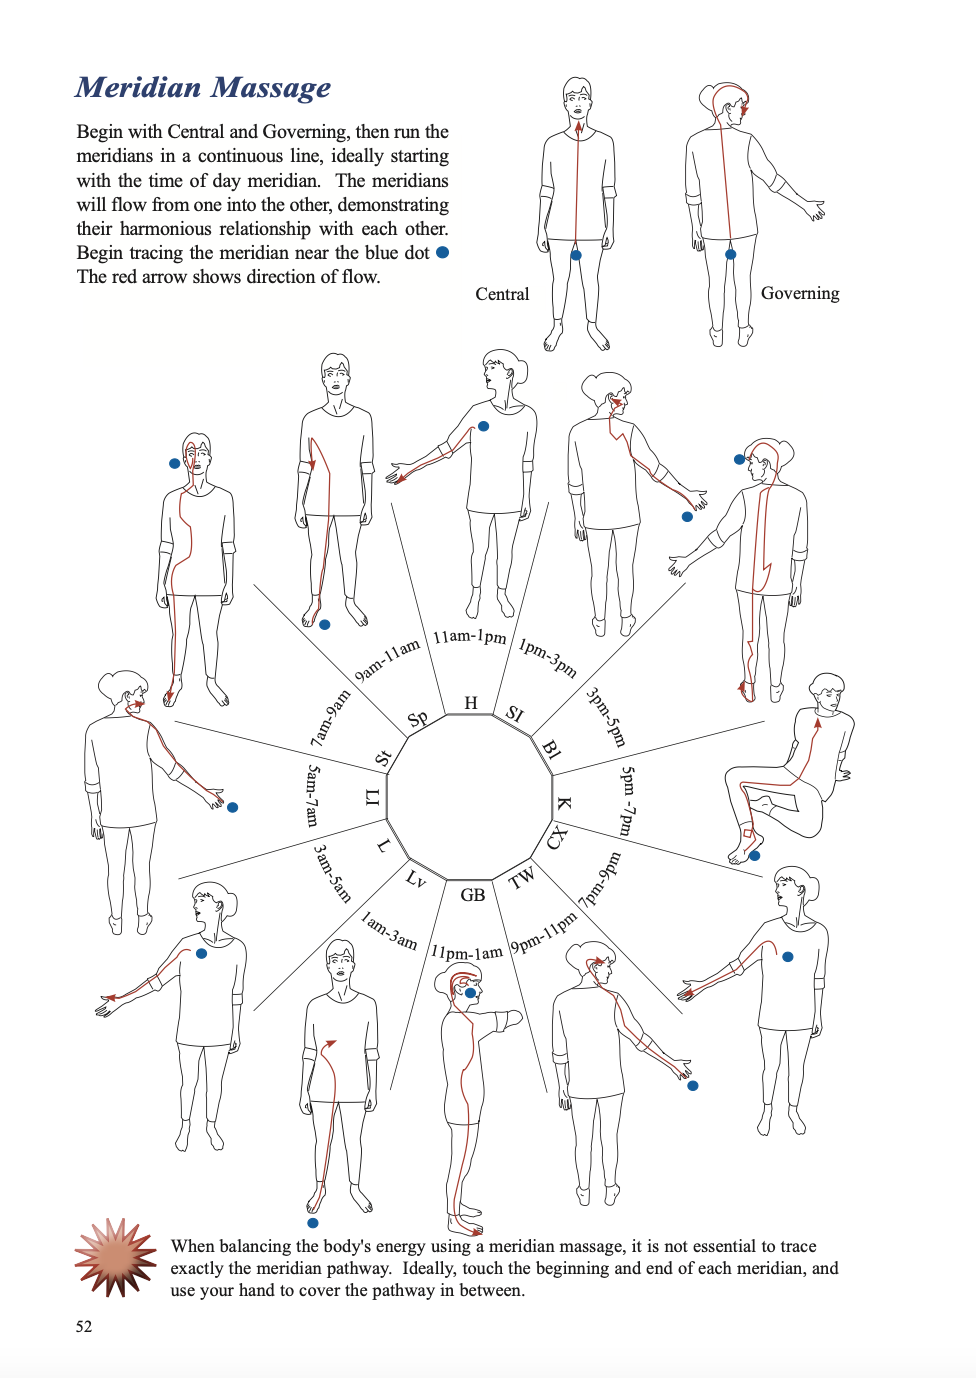 Meridian Massage
Begin with Central and Governing, then run the
meridians in a continuous line, ideally starting
with the time of day meridian. The meridians
will flow from one into the other, demonstrating
their harmonious relationship with each other.
Begin tracing the meridian near the blue dot
The red arrow shows direction of flow.
Central
Governing
11am-1pm
1pm-3pm
3pm-5pm
5pm -7pm
7pm-9pm
9pm-11pm
11pm-1am
1am-3am
3am-5am
5am-7am
7am-9am
9am-11am
H
SI
Bl
K
CX
TW
GB
Lv
L
LI
St
Sp
When balancing the body's energy using a meridian massage, it is not essential to trace
exactly the meridian pathway. Ideally, touch the beginning and end of each meridian, and
use your hand to cover the pathway in between.
52